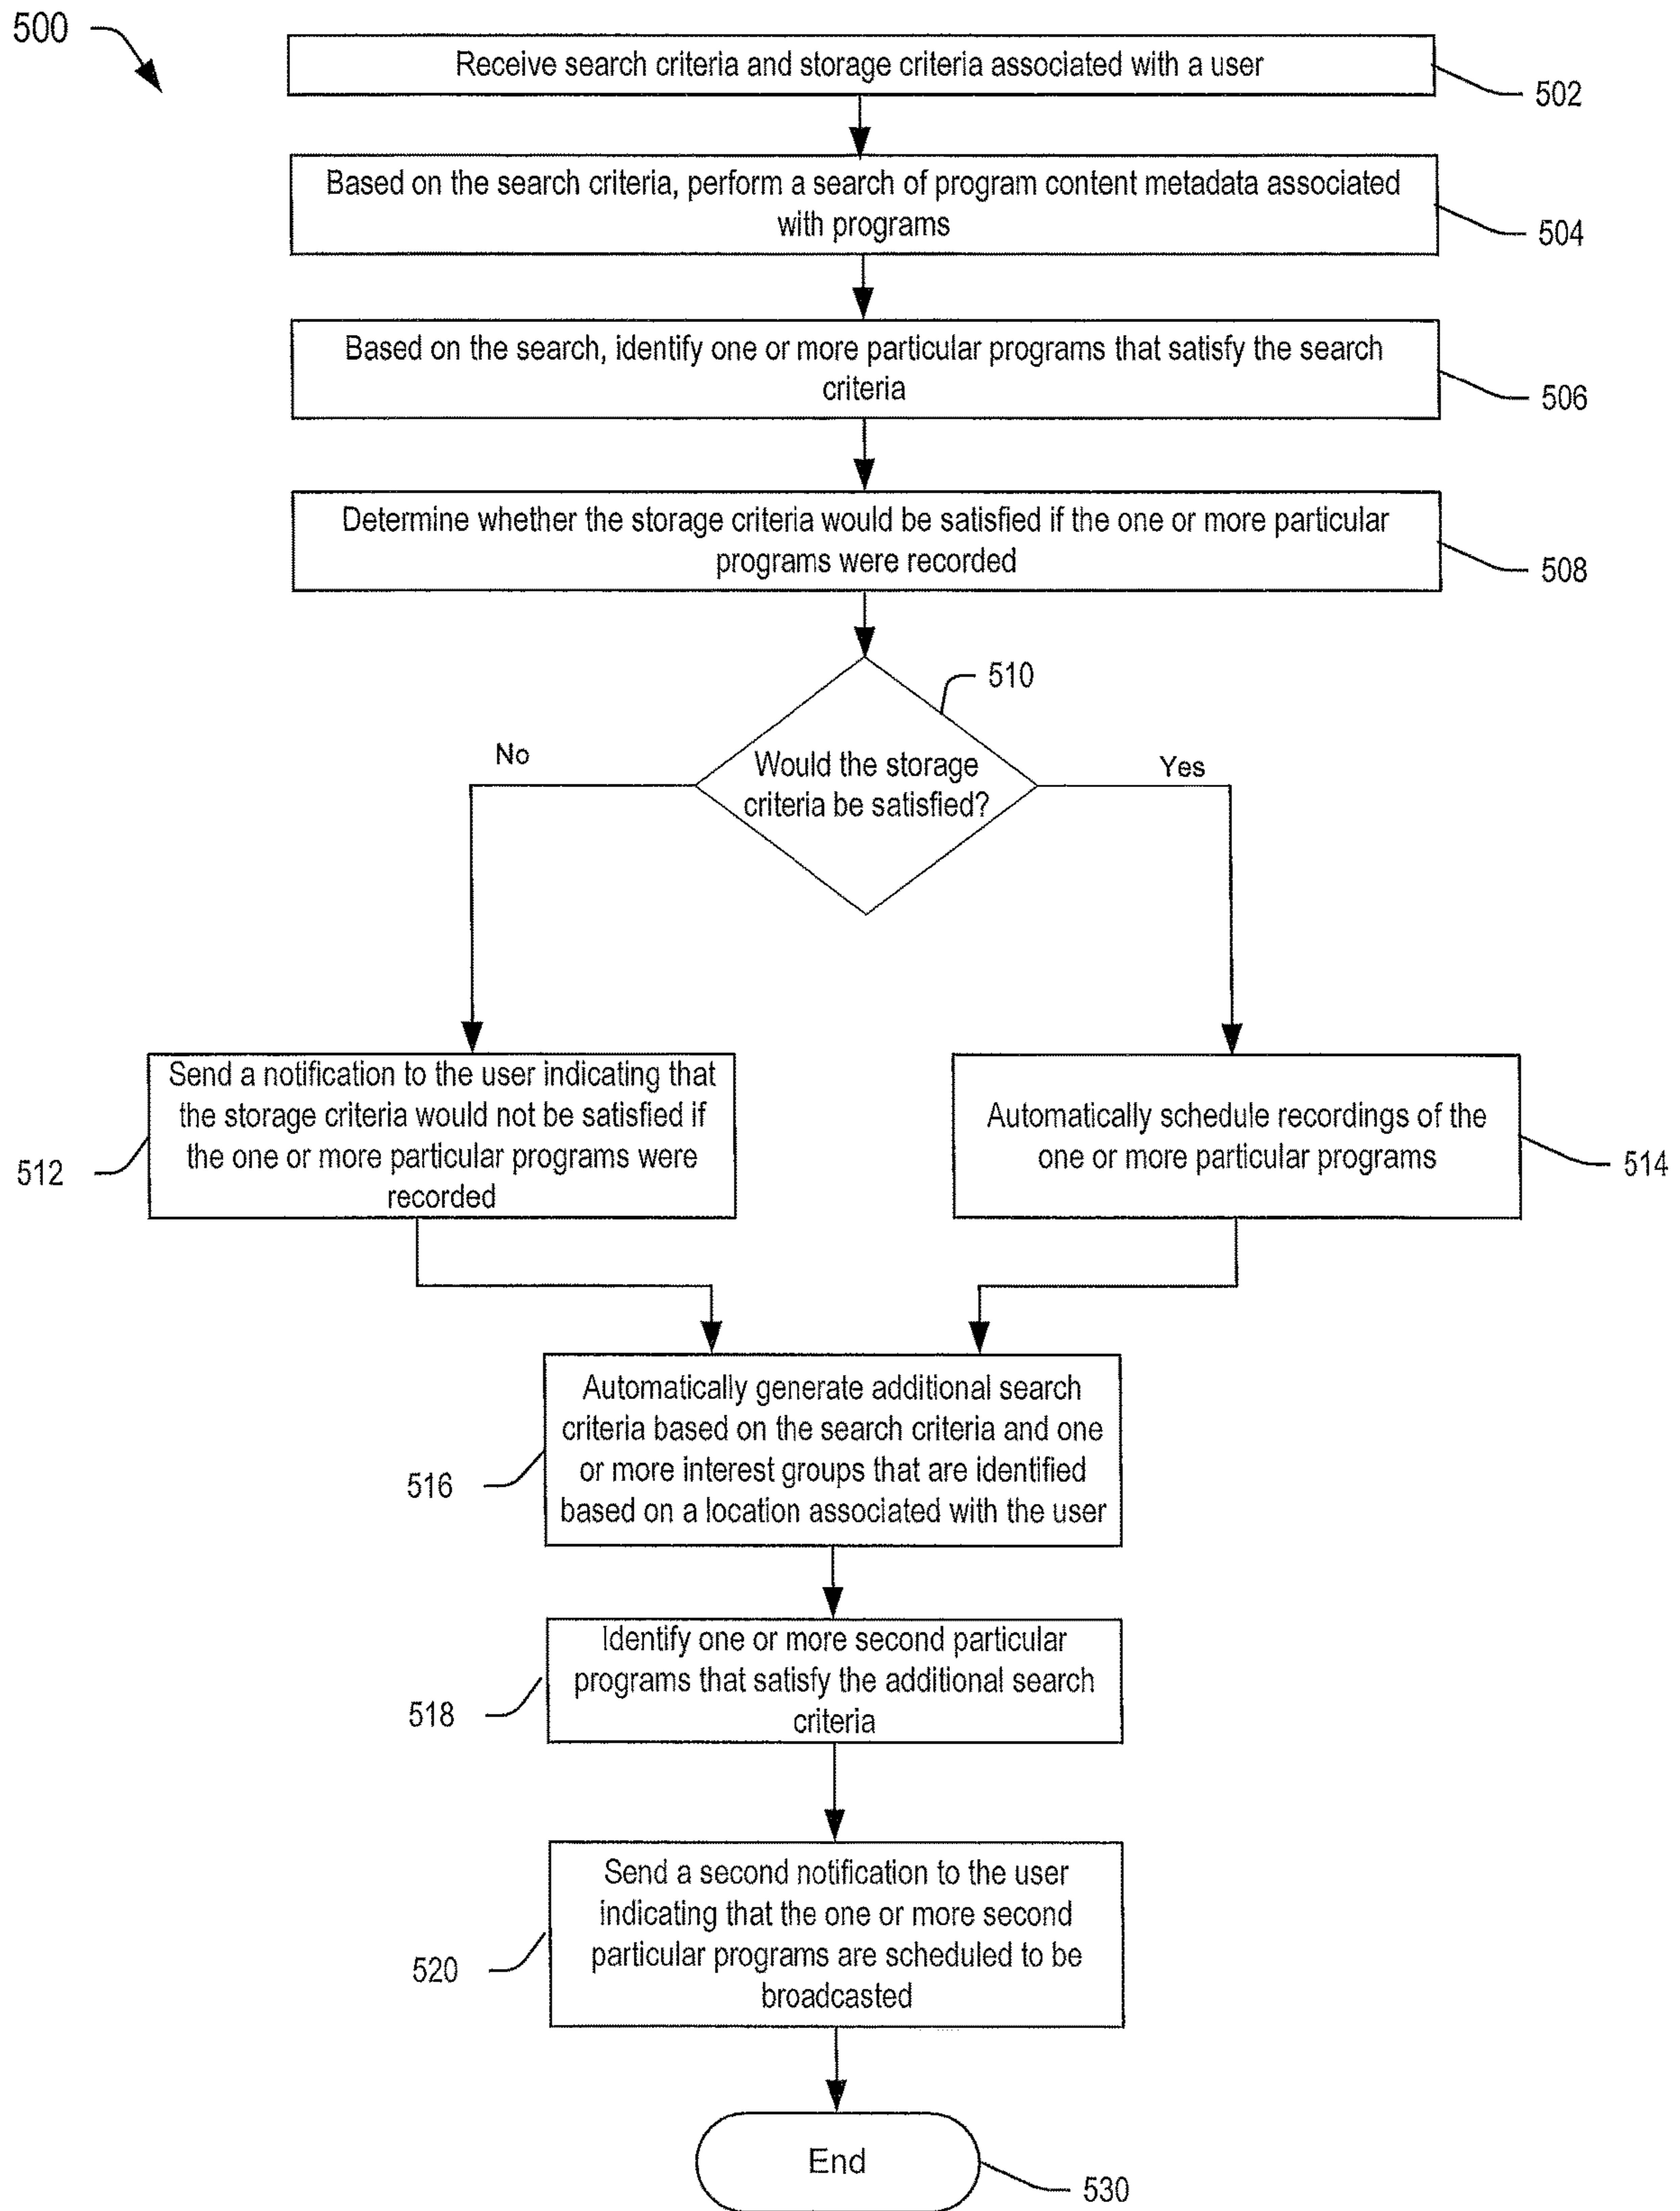 500
Receive search criteria and storage criteria associated with a user
502
Based on the search criteria, perform a search of program content metadata associated
with programs
504
Based on the search, identify one or more particular programs that satisfy the search
criteria
506
Determine whether the storage criteria would be satisfied if the one or more particular
programs were recorded
508
510
Would the storage
criteria be satisfied?
No
Yes
Send a notification to the user indicating that
the storage criteria would not be satisfied if
the one or more particular programs were
recorded
512
Automatically schedule recordings of the
one or more particular programs
514
Automatically generate additional search
criteria based on the search criteria and one
or more interest groups that are identified
based on a location associated with the user
516
Identify one or more second particular
programs that satisfy the additional search
criteria
518
Send a second notification to the user
indicating that the one or more second
particular programs are scheduled to be
broadcasted
520
End
530